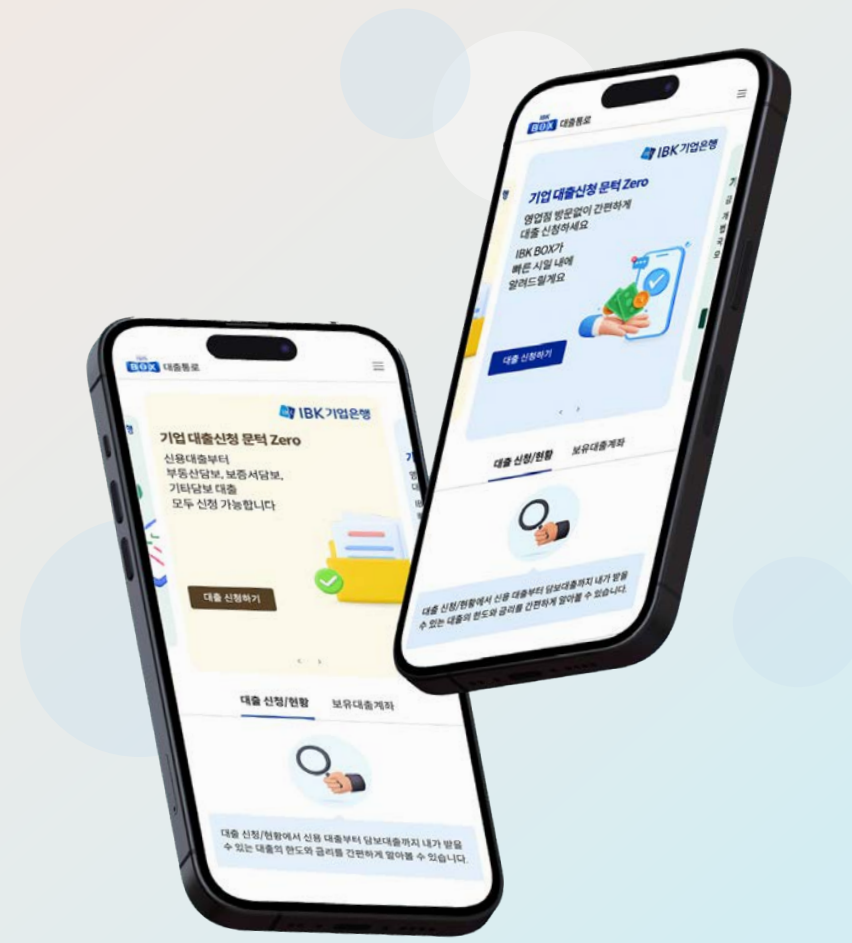 IBK
BOX 대출통로
IBK 기업은행
기업 대출신청 문턱 Zero
영업점 방문없이 간편하게
대출 신청하세요
IBK BOX가
빠른 시일 내에
알려드릴게요
대출 신청하기
대출 신청/현황 보유대출계좌
대출 신청/현황에서 신용 대출부터 담보대출까지 내가 받을
수 있는 대출의 한도와 금리를 간편하게 알아볼 수 있습니다.
IBK
BOX 대출통로
IBK 기업은행
기업 대출신청 문턱 Zero
신용대출부터
부동산담보, 보증서담보,
기타담보 대출
모두 신청 가능합니다
대출 신청하기
대출 신청/현황 보유대출계좌
대출 신청/현황에서 신용 대출부터 담보대출까지 내가 받을
수 있는 대출의 한도와 금리를 간편하게 알아볼 수 있습니다.